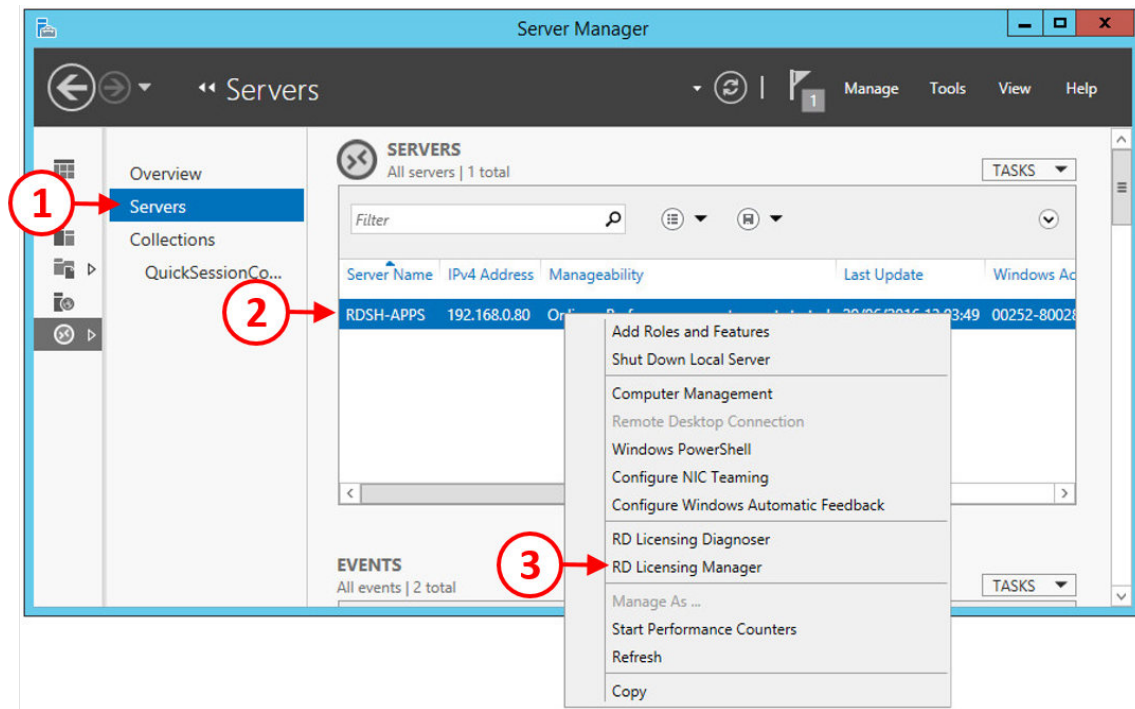 Server Manager
Servers
1
Manage Tools View Help
Overview
Servers
Collections
QuickSessionCo...
1
2
SERVERS
All servers | 1 total
TASKS
Filter
Server Name IPv4 Address Manageability Last Update Windows Ac
RDSH-APPS 192.168.0.80 00252-80028
Add Roles and Features
Shut Down Local Server
Computer Management
Remote Desktop Connection
Windows PowerShell
Configure NIC Teaming
Configure Windows Automatic Feedback
RD Licensing Diagnoser
3
RD Licensing Manager
Manage As ...
Start Performance Counters
Refresh
Copy
EVENTS
All events | 2 total
TASKS